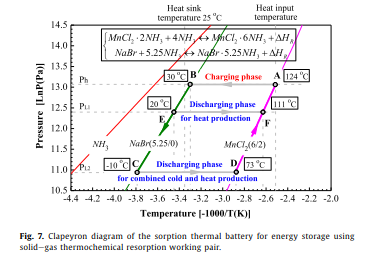 Heat sink
temperature 25 °C
Heat input
temperature
14.5
14.0
13.5
13.0
12.5
12.0
11.5
11.0
10.5
Pressure [LnP(Pa)]
MnCl₂·2NH₃+4NH₃↔MnCl₂·6NH₃+ΔH_R
NaBr+5.25NH₃↔NaBr·5.25NH₃+ΔH_R
30 °C
B
A
124 °C
Ph
Charging phase
20 °C
Discharging phase
111 °C
P_L1
E
for heat production
F
NH₃
NaBr(5.25/0)
MnCl₂(6/2)
-10 °C
C
Discharging phase
D
73 °C
P_L2
for combined cold and heat production
-4.4 -4.2 -4.0 -3.8 -3.6 -3.4 -3.2 -3.0 -2.8 -2.6 -2.4 -2.2 -2.0
Temperature [-1000/T(K)]
Fig. 7. Clapeyron diagram of the sorption thermal battery for energy storage using
solid–gas thermochemical resorption working pair.